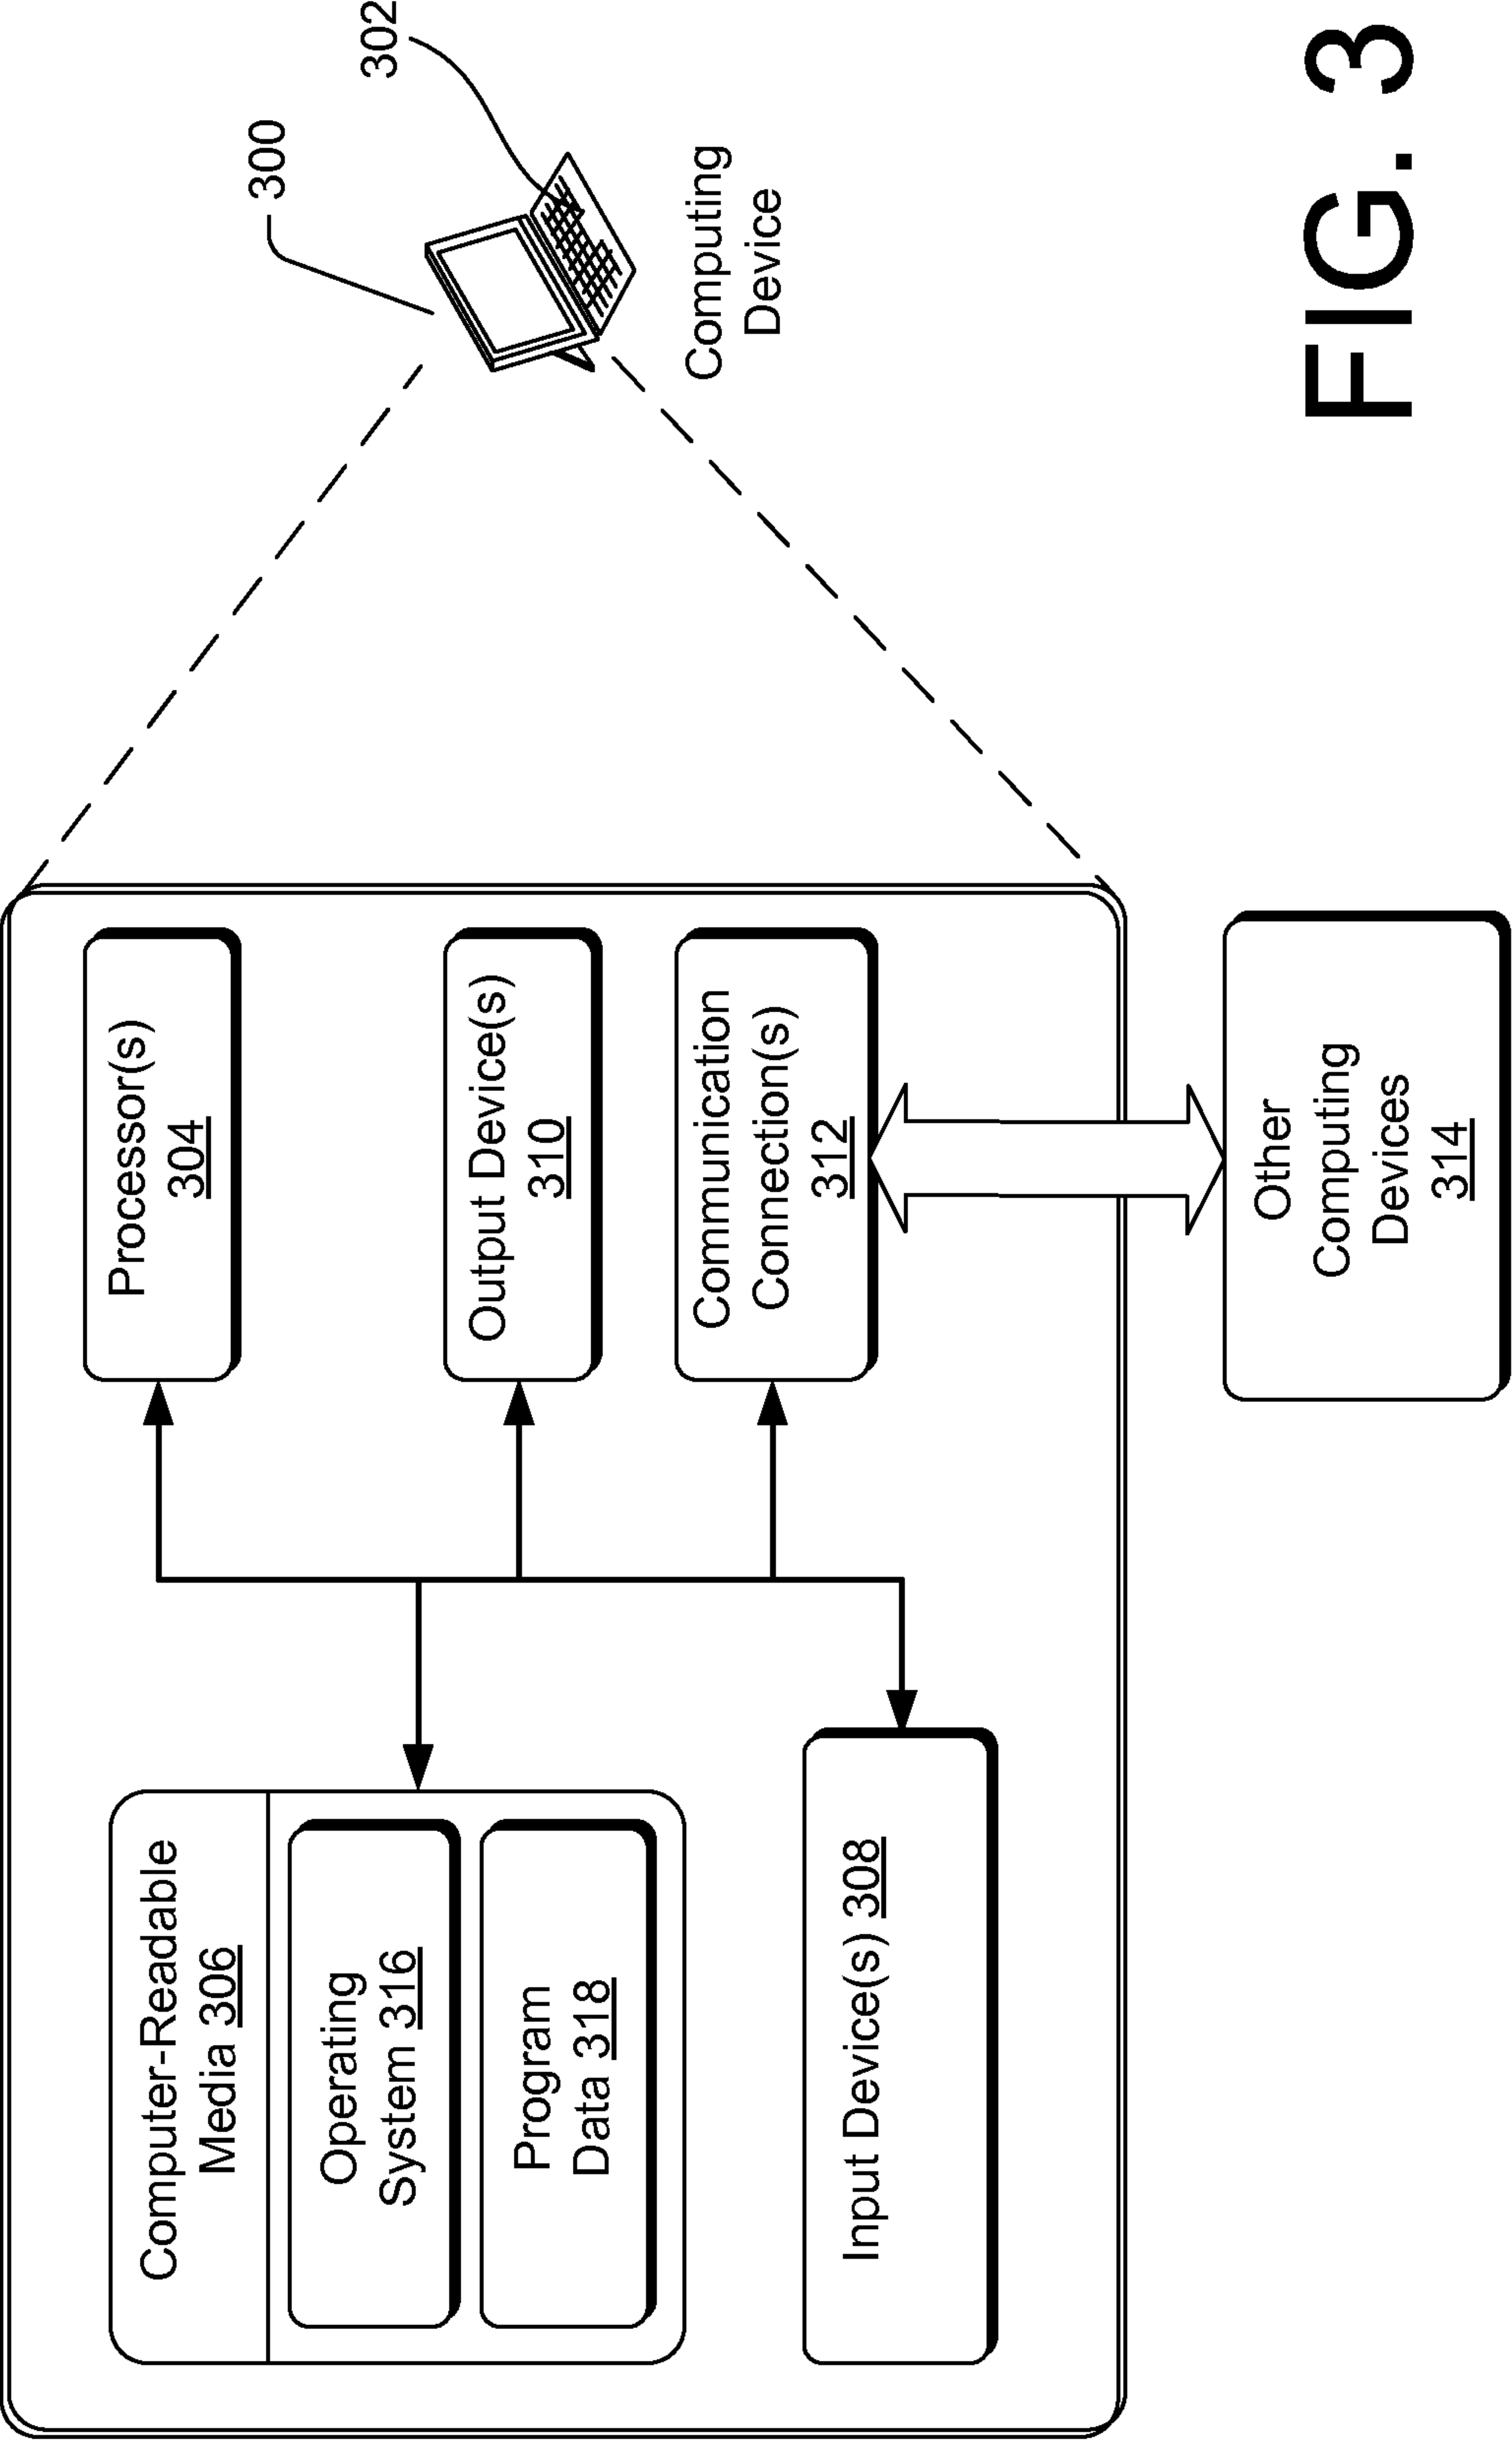 300
302
Computing
Device
Computer-Readable
Media 306
Operating
System 316
Program
Data 318
Input Device(s) 308
Processor(s)
304
Output Device(s)
310
Communication
Connection(s)
312
Other
Computing
Devices
314
FIG. 3